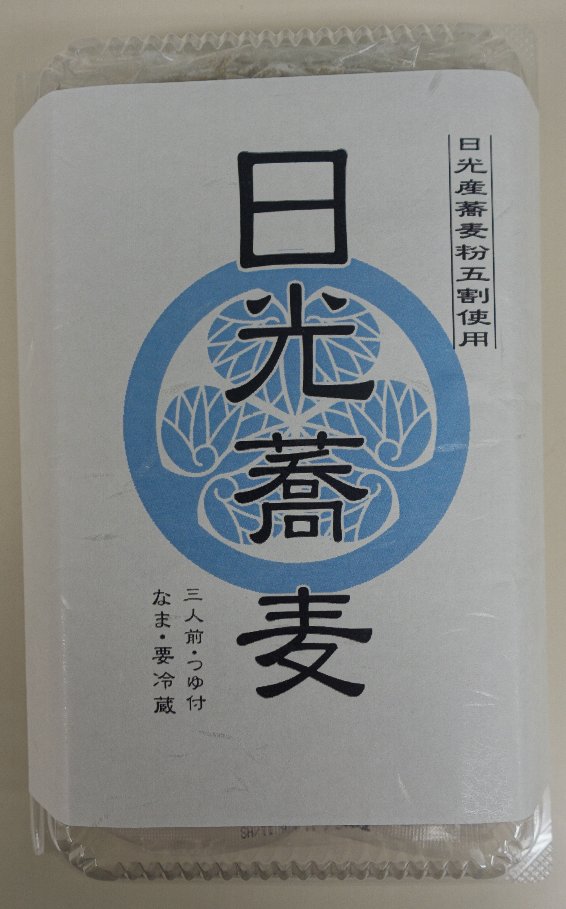 日光産蕎麦粉五割使用
日光蕎麦
三人前・つゆ付
なま・要冷蔵